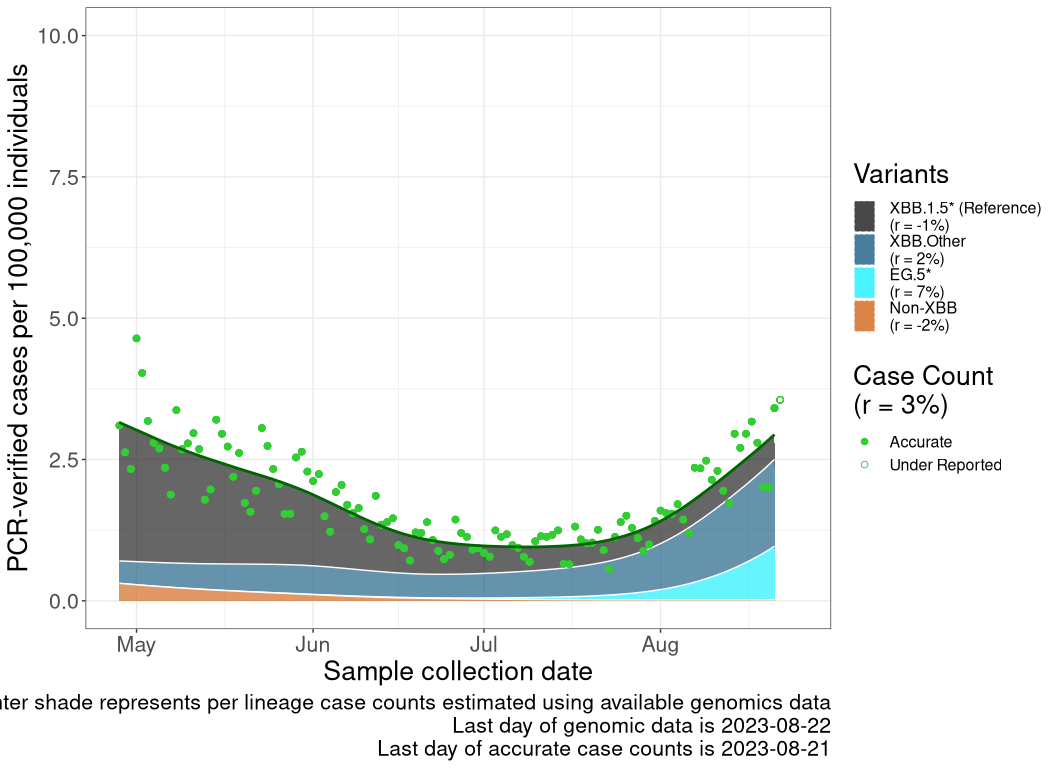 PCR-verified cases per 100,000 individuals
10.0
7.5
5.0
2.5
0.0
May Jun Jul Aug
Sample collection date
shade represents per lineage case counts estimated using available genomics data
Last day of genomic data is 2023-08-22
Last day of accurate case counts is 2023-08-21
Variants
XBB.1.5* (Reference)
(r = -1%)
XBB.Other
(r = 2%)
EG.5*
(r = 7%)
Non-XBB
(r = -2%)
Case Count
(r = 3%)
Accurate
Under Reported